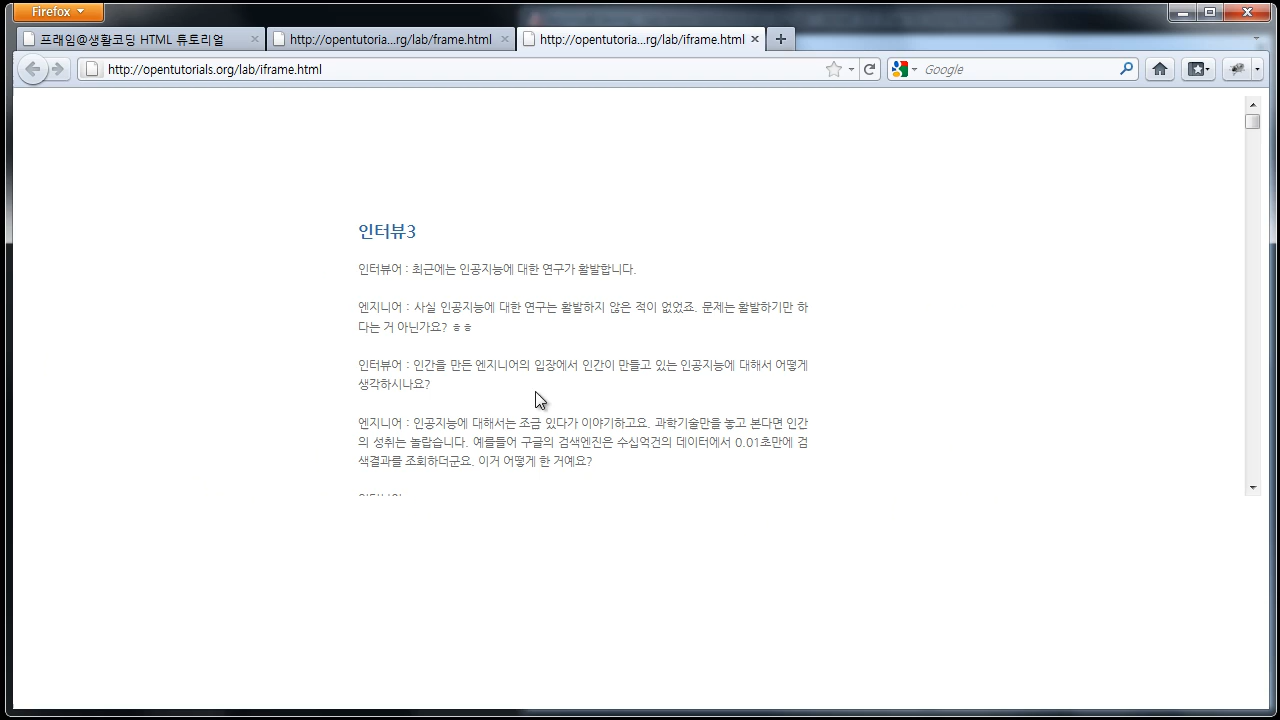 Firefox
프래임@생활코딩 HTML 튜토리얼
http://opentutoria...rg/lab/frame.html
http://opentutoria...rg/lab/iframe.html
http://opentutorials.org/lab/iframe.html
Google
인터뷰3
인터뷰어 : 최근에는 인공지능에 대한 연구가 활발합니다.
엔지니어 : 사실 인공지능에 대한 연구는 활발하지 않은 적이 없었죠. 문제는 활발하기만 하
다는 거 아닌가요? ㅎㅎ
인터뷰어 : 인간을 만든 엔지니어의 입장에서 인간이 만들고 있는 인공지능에 대해서 어떻게
생각하시나요?
엔지니어 : 인공지능에 대해서는 조금 있다가 이야기하고요. 과학기술만을 놓고 본다면 인간
의 성취는 놀랍습니다. 예를들어 구글의 검색엔진은 수십억건의 데이터에서 0.01초만에 검
색결과를 조회하더군요. 이거 어떻게 한 거예요?